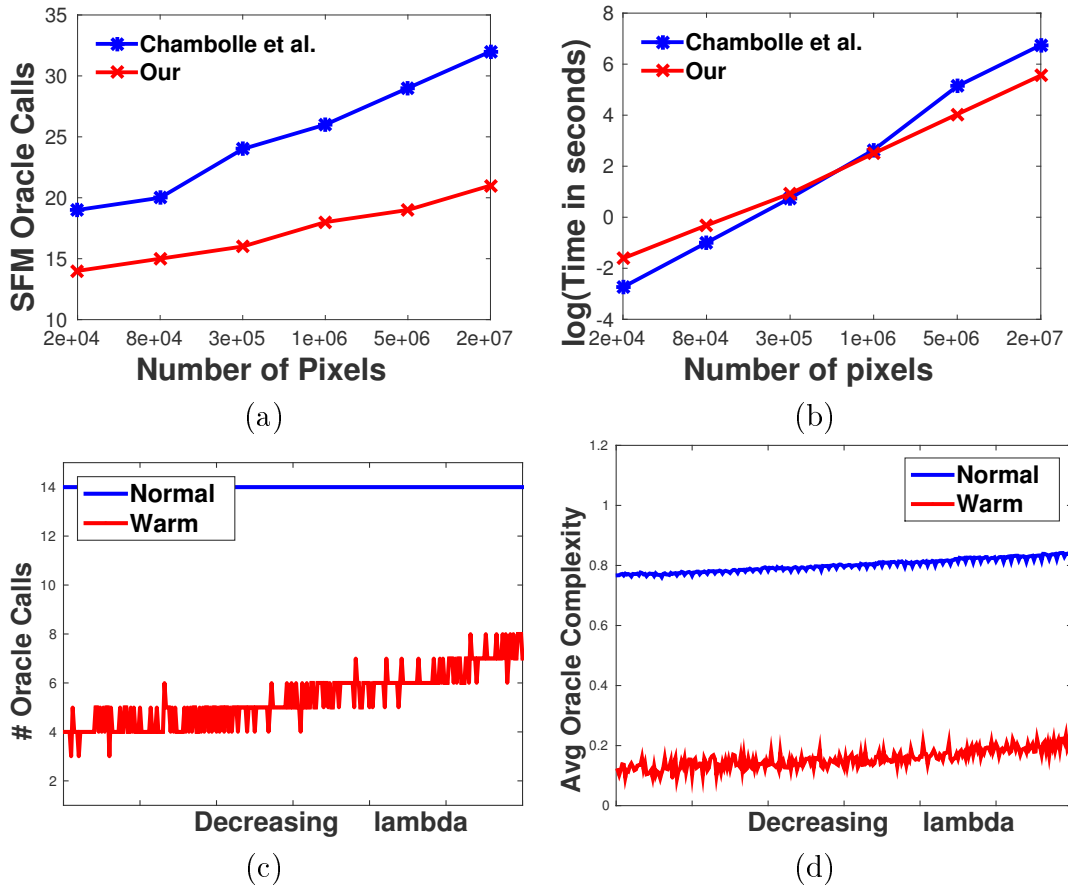 35
30
25
20
15
10
SFM Oracle Calls
Chambolle et al.
Our
2e+04 8e+04 3e+05 1e+06 5e+06 2e+07
Number of Pixels
(a)
8
6
4
2
0
-2
-4
log(Time in seconds)
Chambolle et al.
Our
2e+04 8e+04 3e+05 1e+06 5e+06 2e+07
Number of pixels
(b)
14
12
10
8
6
4
2
# Oracle Calls
Normal
Warm
Decreasing lambda
(c)
1.2
1
0.8
0.6
0.4
0.2
0
Avg Oracle Complexity
Normal
Warm
Decreasing lambda
(d)